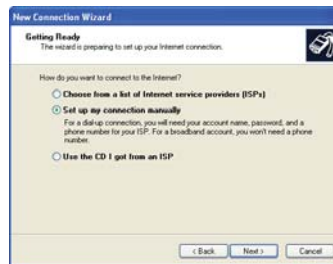 New Connection Wizard
Getting Ready
The wizard is preparing to set up your Internet connection.
How do you want to connect to the Internet?
Choose from a list of Internet service providers (ISPs)
Set up my connection manually
For a dial-up connection, you will need your account name, password, and a
phone number for your ISP. For a broadband account, you won't need a phone
number.
Use the CD I got from an ISP
< Back
Next >
Cancel